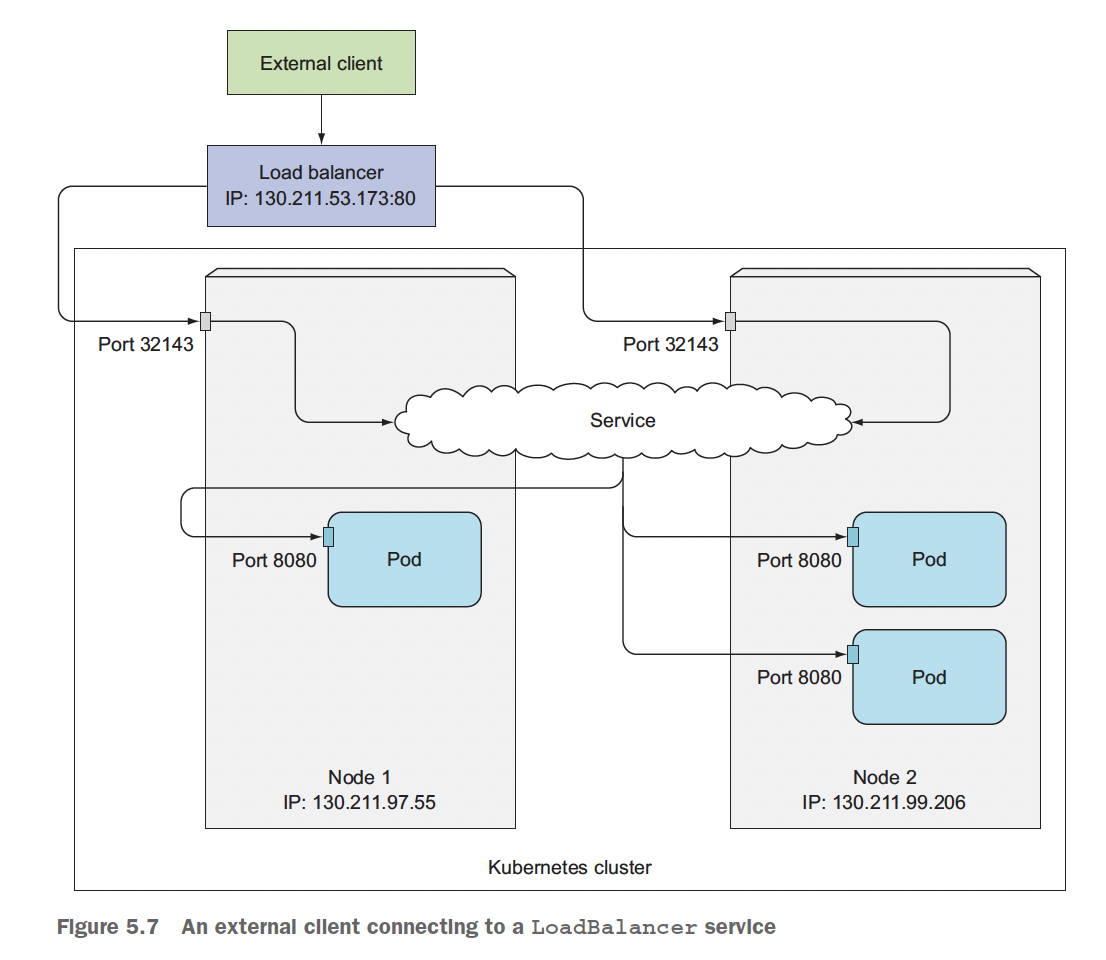 External client
Load balancer
IP: 130.211.53.173:80
Port 32143
Port 32143
Service
Port 8080
Pod
Port 8080
Pod
Port 8080
Pod
Node 1
IP: 130.211.97.55
Node 2
IP: 130.211.99.206
Kubernetes cluster
Figure 5.7 An external client connecting to a LoadBalancer service